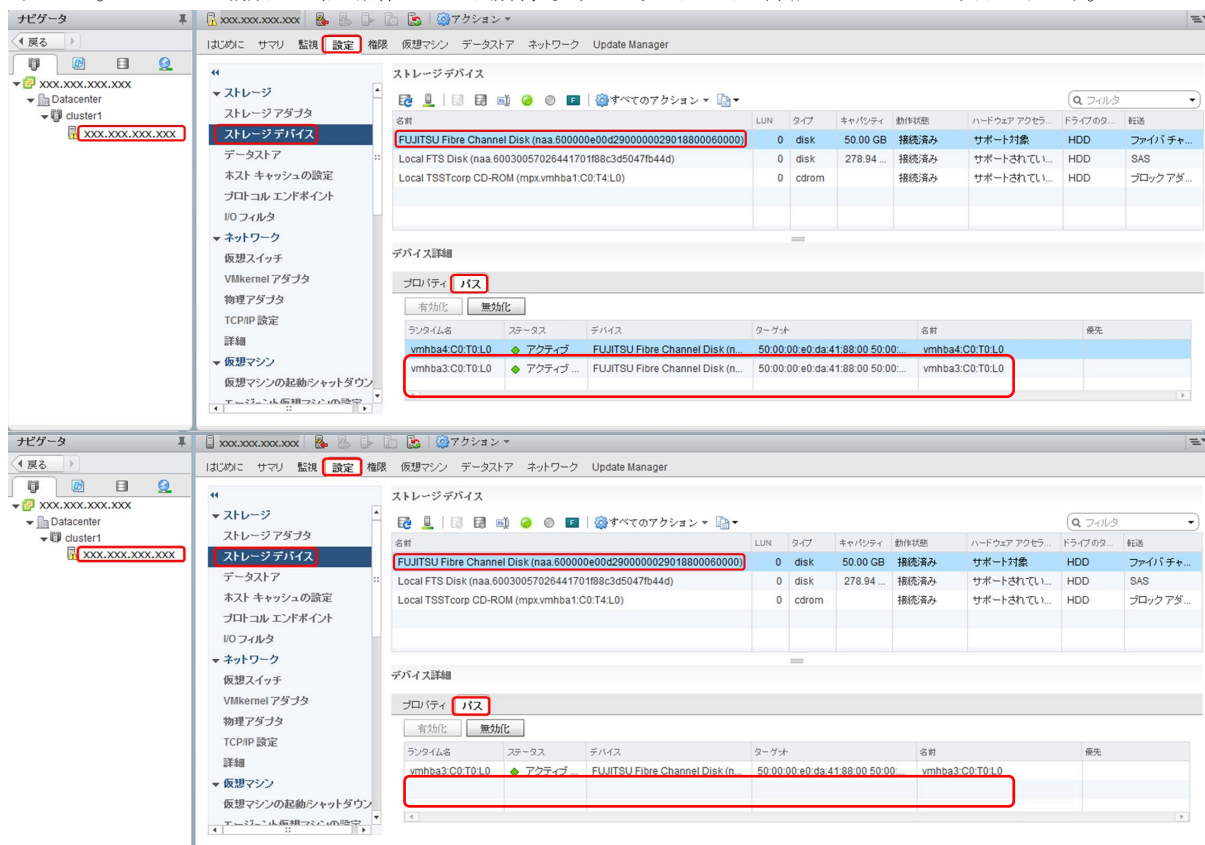 ナビゲータ
xxx.xxx.xxx.xxx
アクション
戻る
はじめに サマリ 監視 設定 権限 仮想マシン データストア ネットワーク Update Manager
xxx.xxx.xxx.xxx
Datacenter
cluster1
xxx.xxx.xxx.xxx
ストレージ
ストレージ アダプタ
ストレージ デバイス
データストア
ホスト キャッシュの設定
プロトコル エンドポイント
I/O フィルタ
ネットワーク
仮想スイッチ
VMkernel アダプタ
物理アダプタ
TCP/IP 設定
詳細
仮想マシン
仮想マシンの起動/シャットダウン
エージェント仮想マシンの設定
ストレージ デバイス
すべてのアクション
フィルタ
名前 LUN タイプ キャパシティ 動作状態 ハードウェア アクセラ... ドライブのタ... 転送
FUJITSU Fibre Channel Disk (naa.600000e00d2900000029018800060000) 0 disk 50.00 GB 接続済み サポート対象 HDD ファイバ チャ...
Local FTS Disk (naa.600300570264417​01f88c3d5047fb44d) 0 disk 278.94 ... 接続済み サポートされてい... HDD SAS
Local TSSTcorp CD-ROM (mpx.vmhba1:C0:T4:L0) 0 cdrom 接続済み サポートされてい... HDD ブロック アダ...
デバイス詳細
プロパティ パス
有効化 無効化
ランタイム名 ステータス デバイス ターゲット 名前 優先
vmhba4:C0:T0:L0 アクティブ FUJITSU Fibre Channel Disk (n... 50:00:00:e0:da:41:88:00 50:00:... vmhba4:C0:T0:L0
vmhba3:C0:T0:L0 アクティブ ... FUJITSU Fibre Channel Disk (n... 50:00:00:e0:da:41:88:00 50:00:... vmhba3:C0:T0:L0
ナビゲータ
xxx.xxx.xxx.xxx
アクション
戻る
はじめに サマリ 監視 設定 権限 仮想マシン データストア ネットワーク Update Manager
xxx.xxx.xxx.xxx
Datacenter
cluster1
xxx.xxx.xxx.xxx
ストレージ
ストレージ アダプタ
ストレージ デバイス
データストア
ホスト キャッシュの設定
プロトコル エンドポイント
I/O フィルタ
ネットワーク
仮想スイッチ
VMkernel アダプタ
物理アダプタ
TCP/IP 設定
詳細
仮想マシン
仮想マシンの起動/シャットダウン
エージェント仮想マシンの設定
ストレージ デバイス
すべてのアクション
フィルタ
名前 LUN タイプ キャパシティ 動作状態 ハードウェア アクセラ... ドライブのタ... 転送
FUJITSU Fibre Channel Disk (naa.600000e00d2900000029018800060000) 0 disk 50.00 GB 接続済み サポート対象 HDD ファイバ チャ...
Local FTS Disk (naa.60030057026441701f88c3d5047fb44d) 0 disk 278.94 ... 接続済み サポートされてい... HDD SAS
Local TSSTcorp CD-ROM (mpx.vmhba1:C0:T4:L0) 0 cdrom 接続済み サポートされてい... HDD ブロック アダ...
デバイス詳細
プロパティ パス
有効化 無効化
ランタイム名 ステータス デバイス ターゲット 名前 優先
vmhba3:C0:T0:L0 アクティブ ... FUJITSU Fibre Channel Disk (n... 50:00:00:e0:da:41:88:00 50:00:... vmhba3:C0:T0:L0